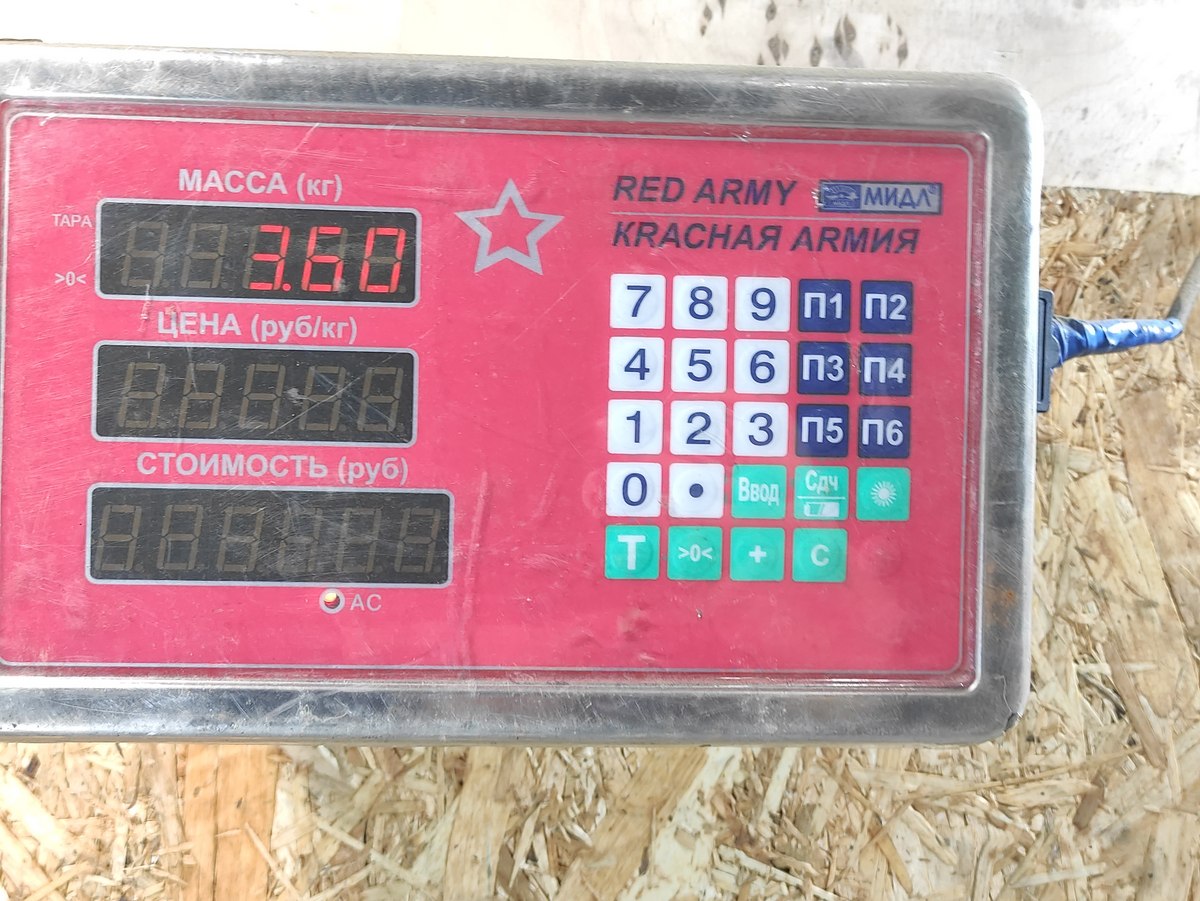 МАССА (кг)
ТАРА
3.60
>0<
ЦЕНА (руб/кг)
СТОИМОСТЬ (руб)
AC
RED ARMY МИДЛ®
КRАСНАЯ ARMИЯ
7 8 9 П1 П2
4 5 6 П3 П4
1 2 3 П5 П6
0 • Ввод Сдч
T >0< + C